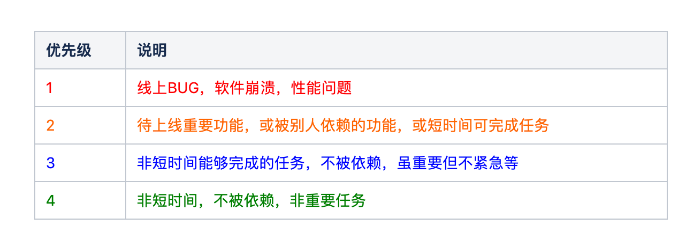 优先级 说明
1 线上BUG，软件崩溃，性能问题
2 待上线重要功能，或被别人依赖的功能，或短时间可完成任务
3 非短时间能够完成的任务，不被依赖，虽重要但不紧急等
4 非短时间，不被依赖，非重要任务